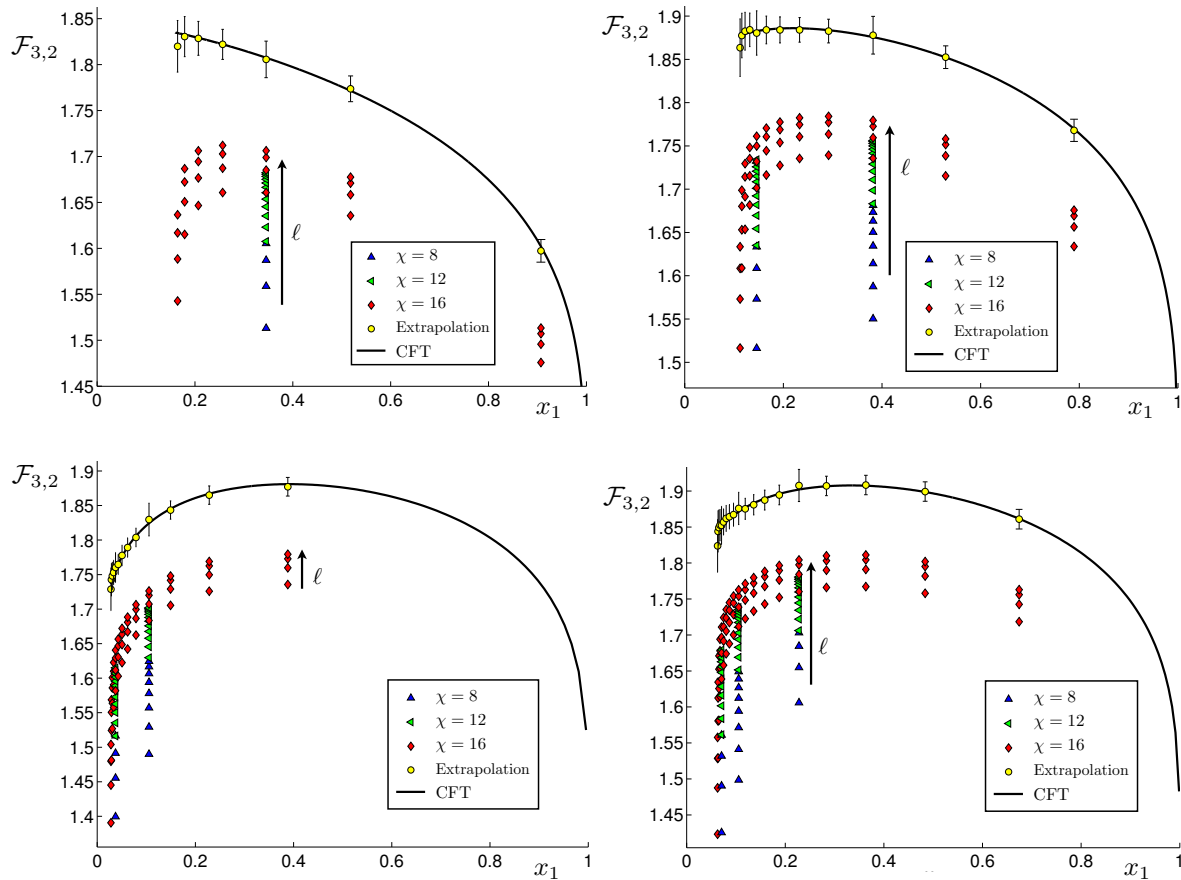 1.85
1.8
1.75
1.7
1.65
1.6
1.55
1.5
1.45
0
0.2
0.4
0.6
0.8
1
F₃,₂
x₁
ℓ
χ = 8
χ = 12
χ = 16
Extrapolation
CFT
1.9
1.85
1.8
1.75
1.7
1.65
1.6
1.55
1.5
0
0.2
0.4
0.6
0.8
1
F₃,₂
x₁
ℓ
χ = 8
χ = 12
χ = 16
Extrapolation
CFT
1.9
1.85
1.8
1.75
1.7
1.65
1.6
1.55
1.5
1.45
1.4
0
0.2
0.4
0.6
0.8
1
F₃,₂
x₁
ℓ
χ = 8
χ = 12
χ = 16
Extrapolation
CFT
1.9
1.85
1.8
1.75
1.7
1.65
1.6
1.55
1.5
1.45
0
0.2
0.4
0.6
0.8
1
F₃,₂
x₁
ℓ
χ = 8
χ = 12
χ = 16
Extrapolation
CFT